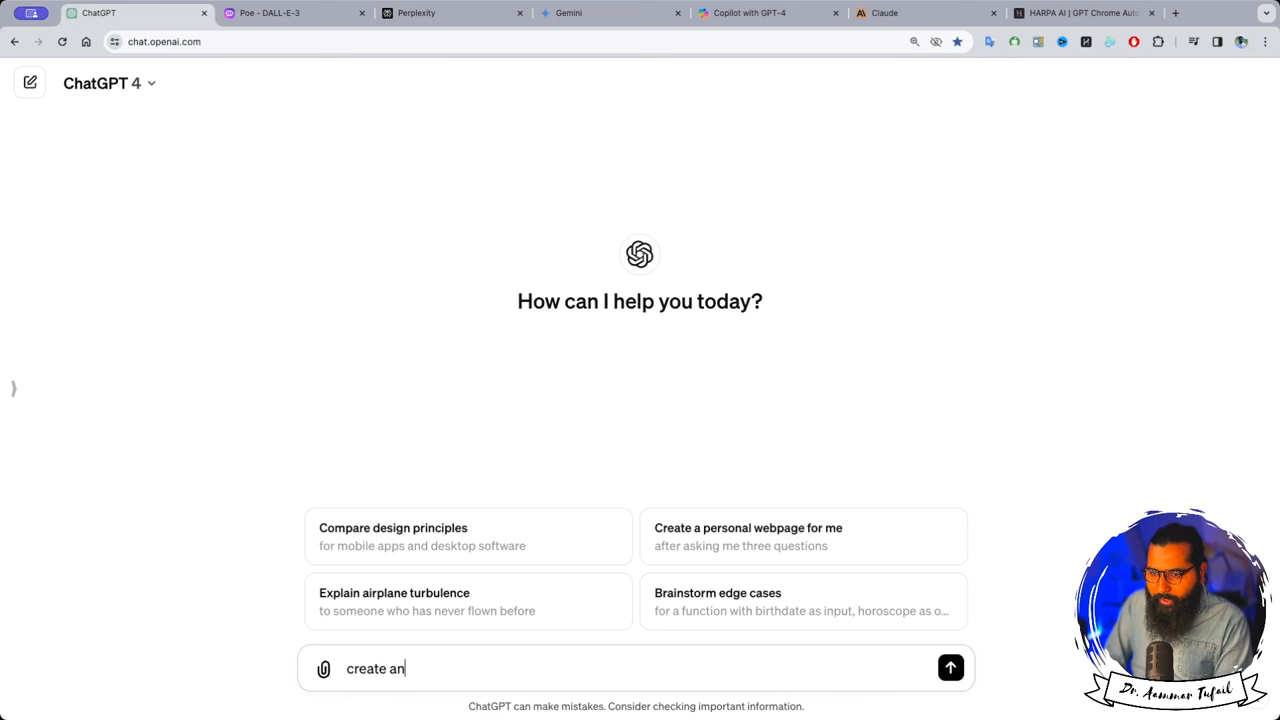 ChatGPT
Poe - DALL-E-3
Perplexity
Gemini
Copilot with GPT-4
Claude
HARPA AI | GPT Chrome Auto
chat.openai.com
ChatGPT 4
How can I help you today?
Compare design principles
for mobile apps and desktop software
Create a personal webpage for me
after asking me three questions
Explain airplane turbulence
to someone who has never flown before
Brainstorm edge cases
for a function with birthdate as input, horoscope as o...
create an
ChatGPT can make mistakes. Consider checking important information.
Dr. Aammar Tufail